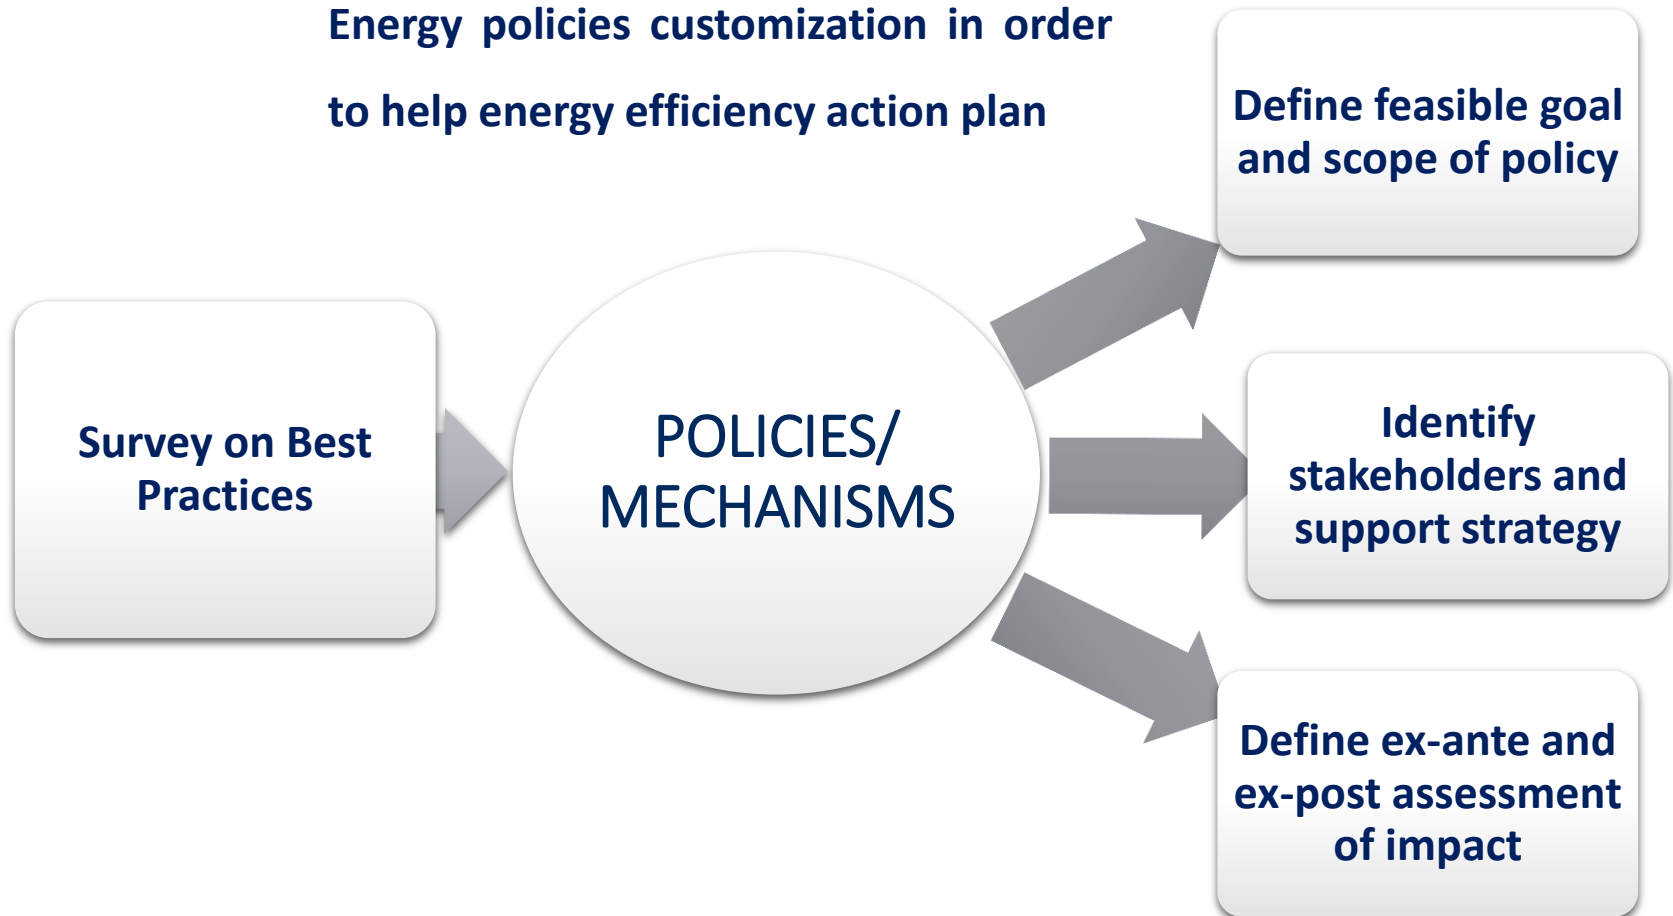 Energy policies customization in order
to help energy efficiency action plan
Define feasible goal
and scope of policy
Survey on Best
Practices
POLICIES/
MECHANISMS
Identify
stakeholders and
support strategy
Define ex-ante and
ex-post assessment
of impact